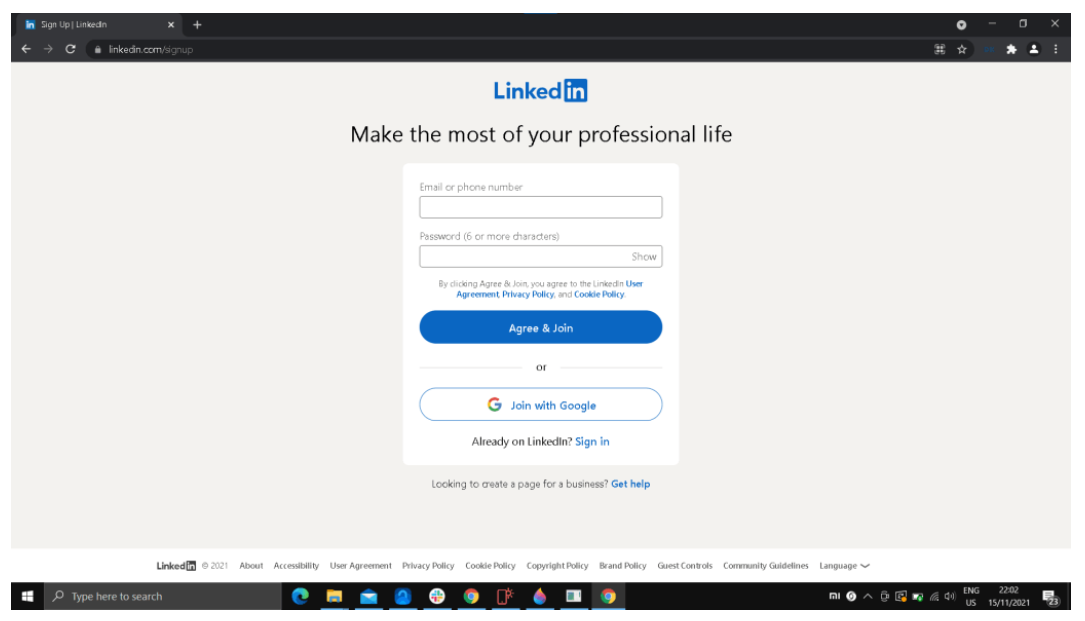 Sign Up | LinkedIn
linkedin.com/signup
Linkedin
Make the most of your professional life
Email or phone number
Password (6 or more characters)
Show
By clicking Agree & Join, you agree to the LinkedIn User
Agreement, Privacy Policy, and Cookie Policy.
Agree & Join
or
G Join with Google
Already on LinkedIn? Sign in
Looking to create a page for a business? Get help
Linkedin © 2021 About Accessibility User Agreement Privacy Policy Cookie Policy Copyright Policy Brand Policy Guest Controls Community Guidelines Language
Type here to search
ENG 22:02
US 15/11/2021 23